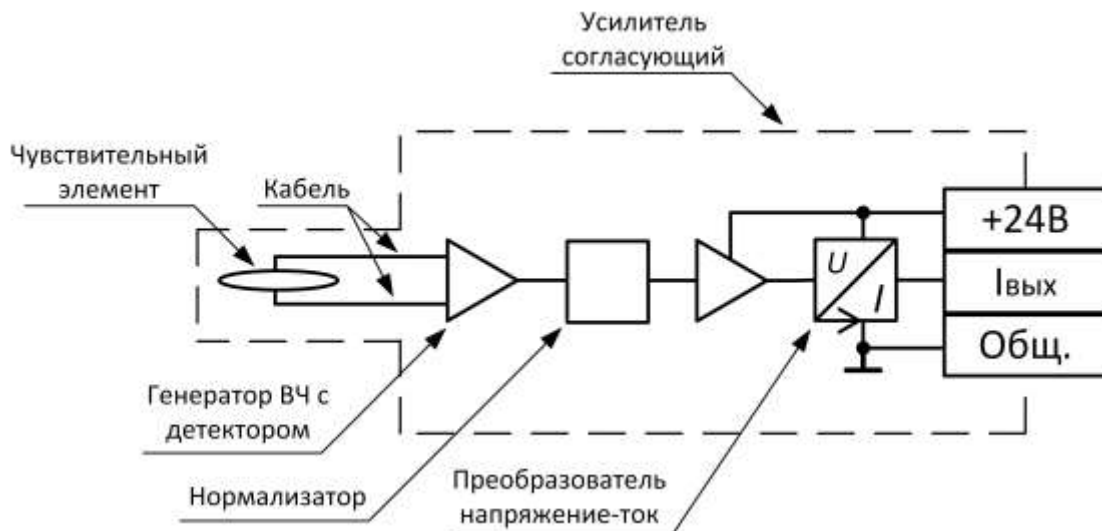 Усилитель
согласующий
Чувствительный
элемент
Кабель
+24В
U
I
Iвых
Общ.
Генератор ВЧ с
детектором
Нормализатор
Преобразователь
напряжение-ток